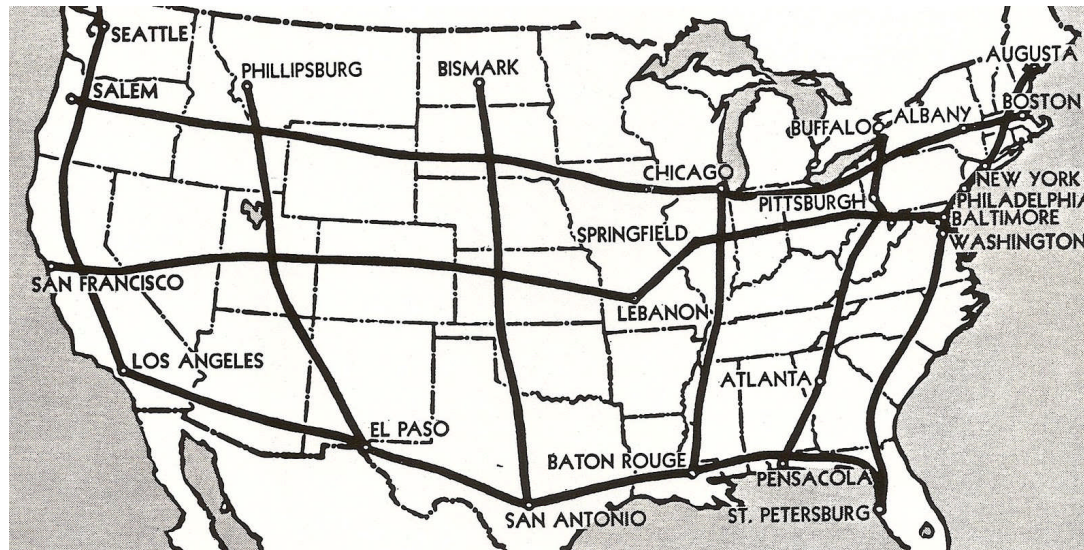 SEATTLE
AUGUSTA
PHILLIPSBURG
BISMARK
SALEM
BOSTON
ALBANY
BUFFALO
CHICAGO
NEW YORK
PITTSBURGH
PHILADELPHIA
BALTIMORE
SPRINGFIELD
WASHINGTON
SAN FRANCISCO
LEBANON
LOS ANGELES
ATLANTA
EL PASO
BATON ROUGE
PENSACOLA
SAN ANTONIO
ST. PETERSBURG